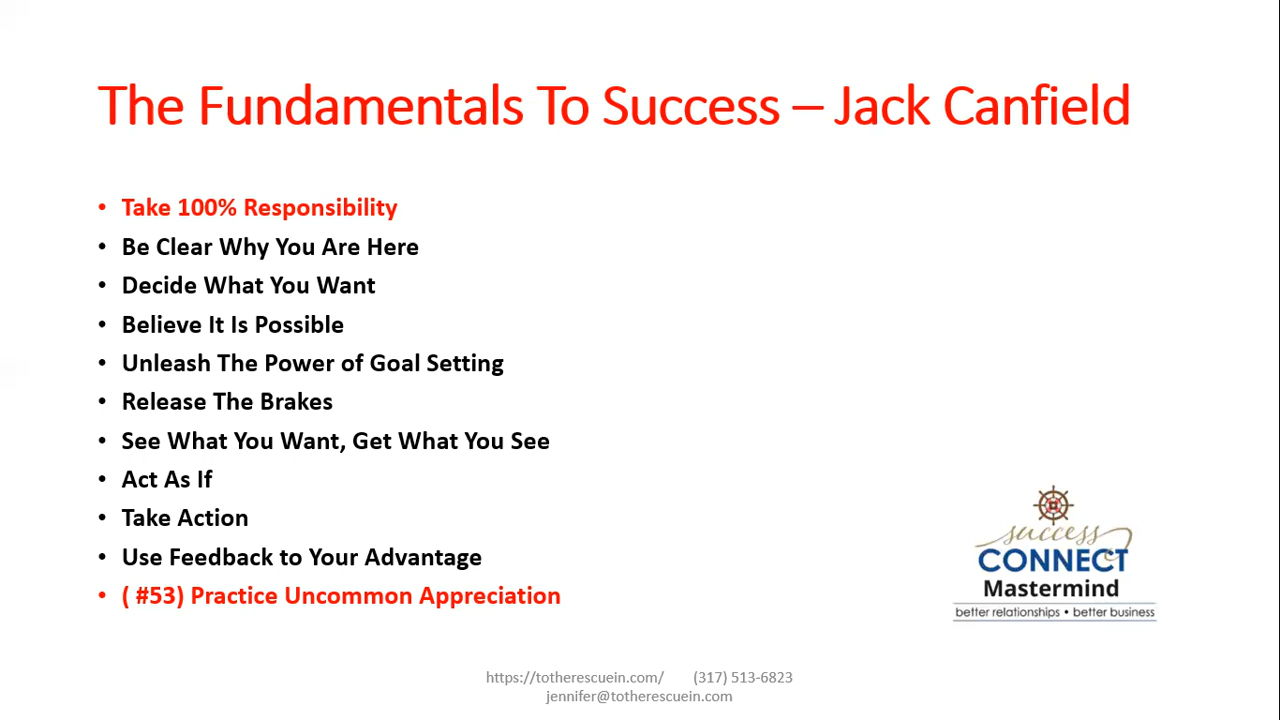 The Fundamentals To Success – Jack Canfield
• Take 100% Responsibility
• Be Clear Why You Are Here
• Decide What You Want
• Believe It Is Possible
• Unleash The Power of Goal Setting
• Release The Brakes
• See What You Want, Get What You See
• Act As If
• Take Action
• Use Feedback to Your Advantage
• ( #53) Practice Uncommon Appreciation
success
CONNECT
Mastermind
better relationships • better business
https://totherescuein.com/ (317) 513-6823
jennifer@totherescuein.com